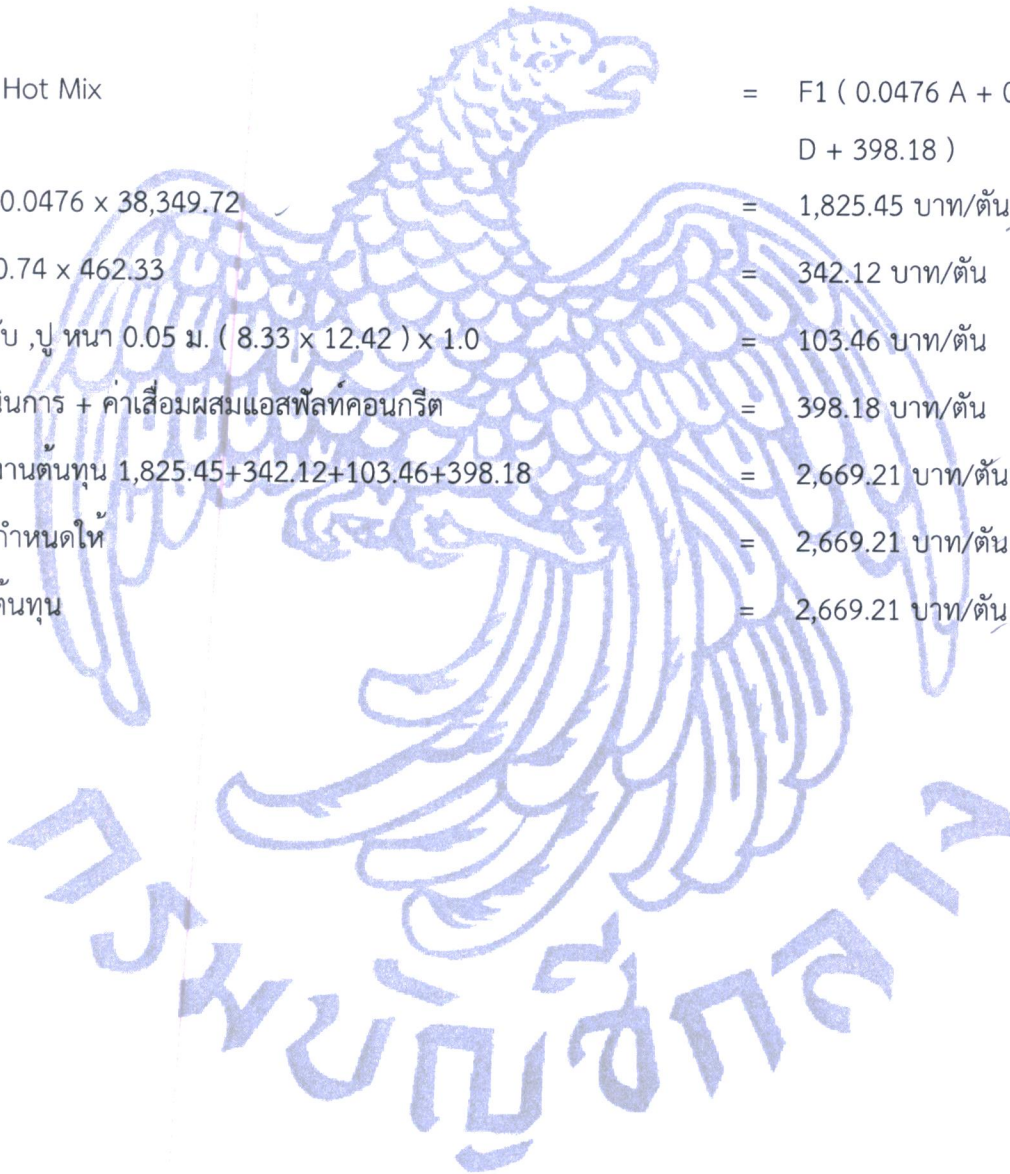 Hot Mix = F1 ( 0.0476 A +
D + 398.18 )
0.0476 x 38,349.72 = 1,825.45 บาท/ตัน
0.74 x 462.33 = 342.12 บาท/ตัน
,ปู หนา 0.05 ม. ( 8.33 x 12.42 ) x 1.0 = 103.46 บาท/ตัน
นินการ + ค่าเสื่อมผสมแอสฟัลท์คอนกรีต = 398.18 บาท/ตัน
านต้นทุน 1,825.45+342.12+103.46+398.18 = 2,669.21 บาท/ตัน
กำหนดให้ = 2,669.21 บาท/ตัน
ต้นทุน = 2,669.21 บาท/ตัน
กรมบัญชีกลาง